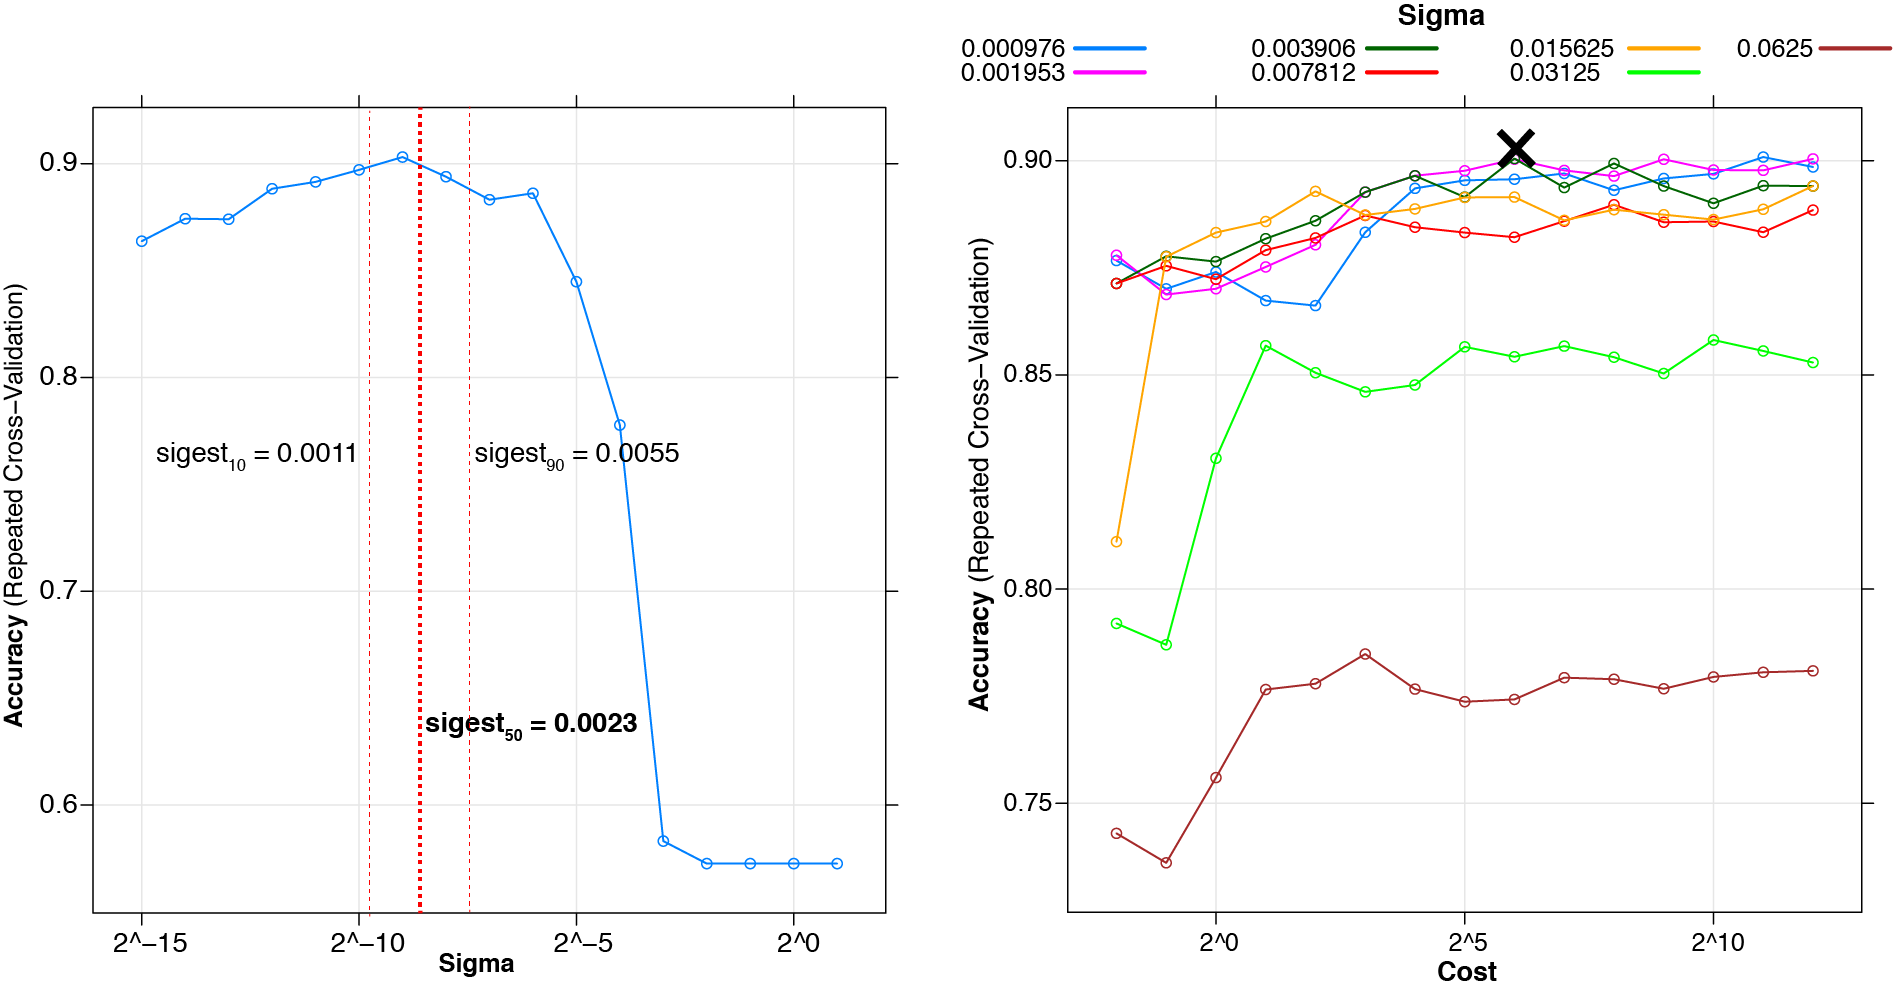 Accuracy (Repeated Cross−Validation)
0.9
0.8
0.7
0.6
sigest10 = 0.0011
sigest90 = 0.0055
sigest50 = 0.0023
2^−15
2^−10
2^−5
2^0
Sigma
Sigma
0.000976
0.003906
0.015625
0.0625
0.001953
0.007812
0.03125
Accuracy (Repeated Cross−Validation)
0.90
0.85
0.80
0.75
2^0
2^5
2^10
Cost